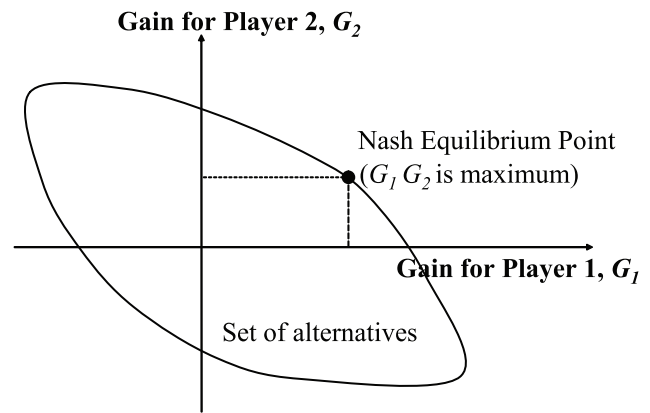 Gain for Player 2, G2
Nash Equilibrium Point
(G1 G2 is maximum)
Gain for Player 1, G1
Set of alternatives